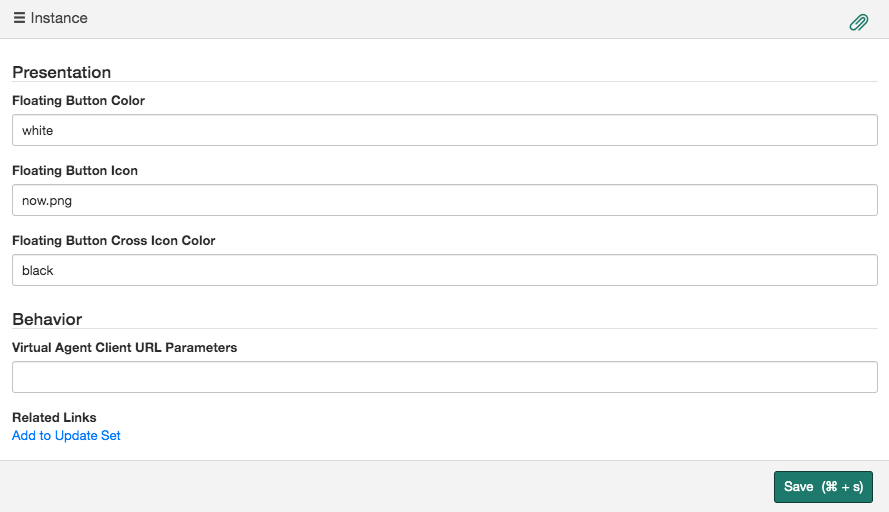 Instance
Presentation
Floating Button Color
white
Floating Button Icon
now.png
Floating Button Cross Icon Color
black
Behavior
Virtual Agent Client URL Parameters
Related Links
Add to Update Set
Save (⌘ + s)